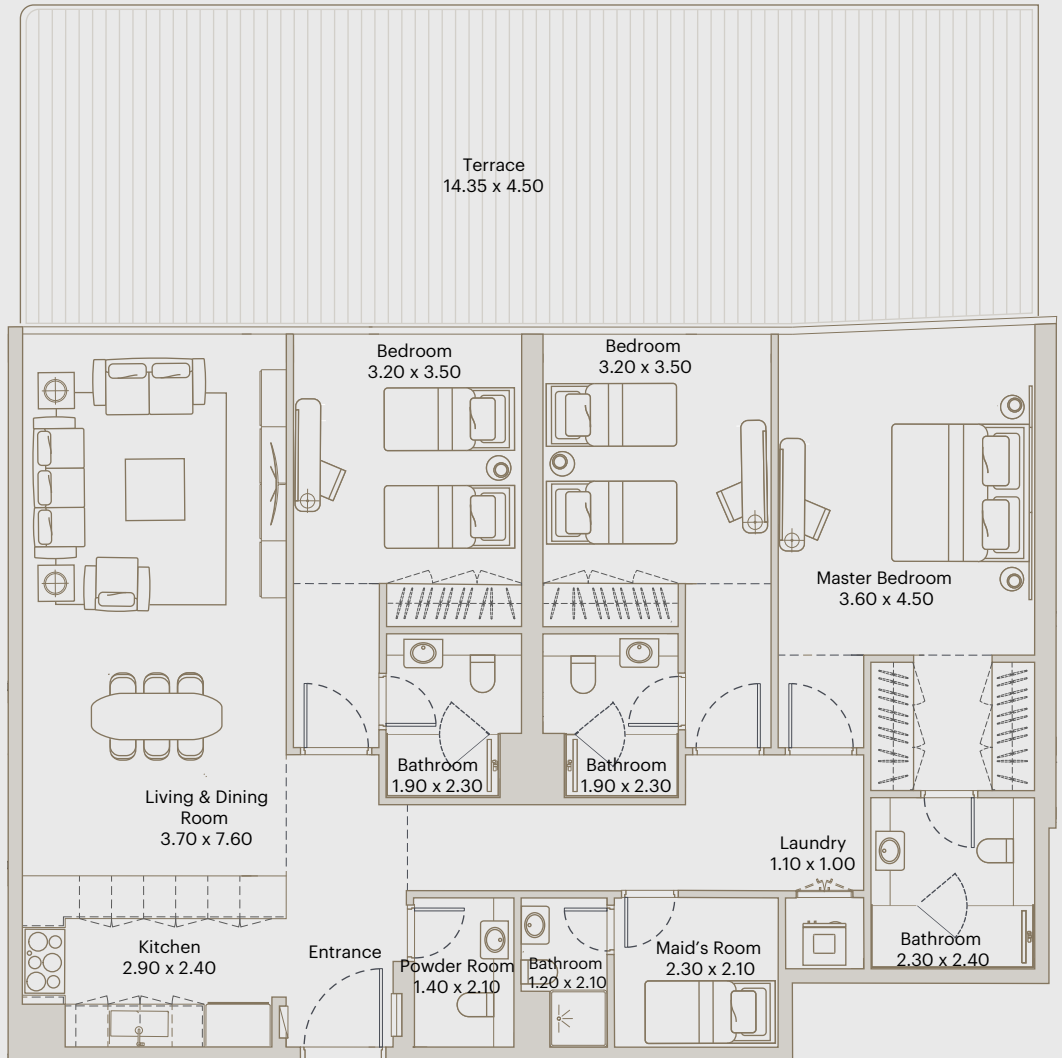 Terrace
14.35 x 4.50
Bedroom
3.20 x 3.50
Bedroom
3.20 x 3.50
Master Bedroom
3.60 x 4.50
Bathroom
1.90 x 2.30
Bathroom
1.90 x 2.30
Living & Dining
Room
3.70 x 7.60
Laundry
1.10 x 1.00
Kitchen
2.90 x 2.40
Entrance
Powder Room
1.40 x 2.10
Bathroom
1.20 x 2.10
Maid's Room
2.30 x 2.10
Bathroom
2.30 x 2.40